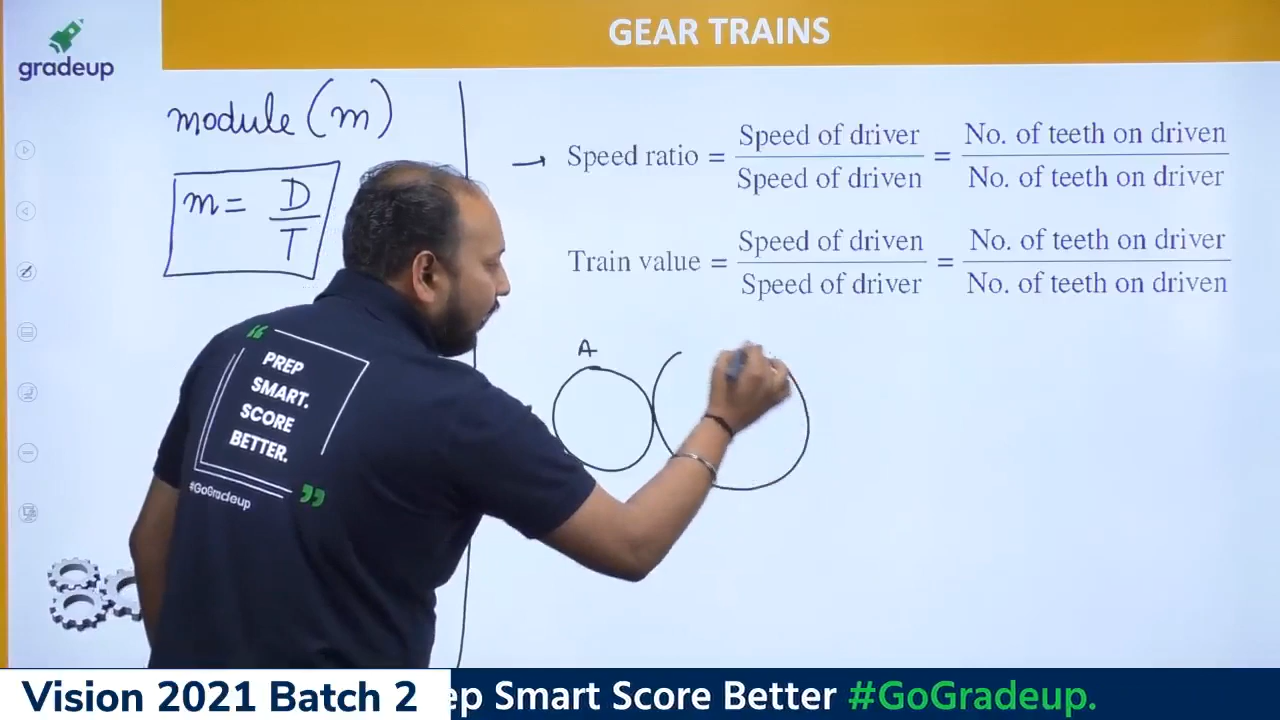 GEAR TRAINS
gradeup
module (m)
m = D/T
→ Speed ratio = Speed of driver / Speed of driven = No. of teeth on driven / No. of teeth on driver
Train value = Speed of driven / Speed of driver = No. of teeth on driver / No. of teeth on driven
A
PREP
SMART.
SCORE
BETTER.
#GoGradeup
Vision 2021 Batch 2
ep Smart Score Better #GoGradeup.